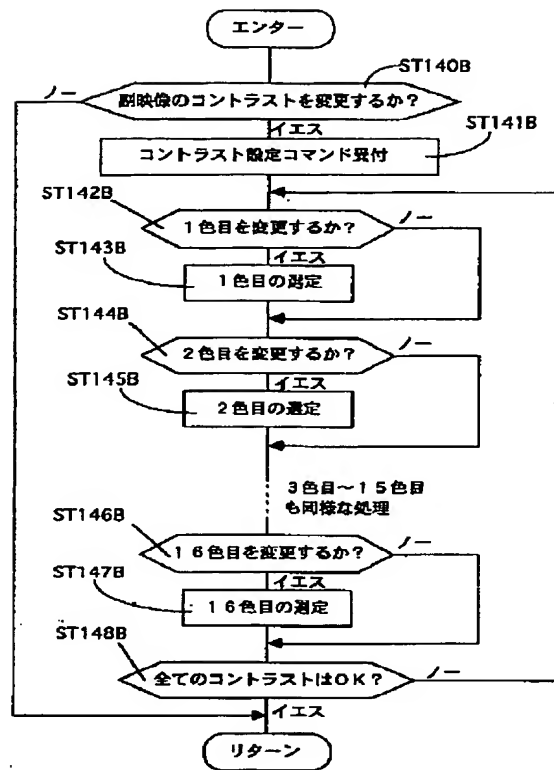 エンター
ST140B
ノー
副映像のコントラストを変更するか?
イエス
ST141B
コントラスト設定コマンド受付
ST142B
1色目を変更するか?
ノー
イエス
ST143B
1色目の選定
ST144B
2色目を変更するか?
ノー
イエス
ST145B
2色目の選定
3色目~15色目
も同様な処理
ST146B
16色目を変更するか?
ノー
イエス
ST147B
16色目の選定
ST148B
全てのコントラストはOK?
ノー
イエス
リターン